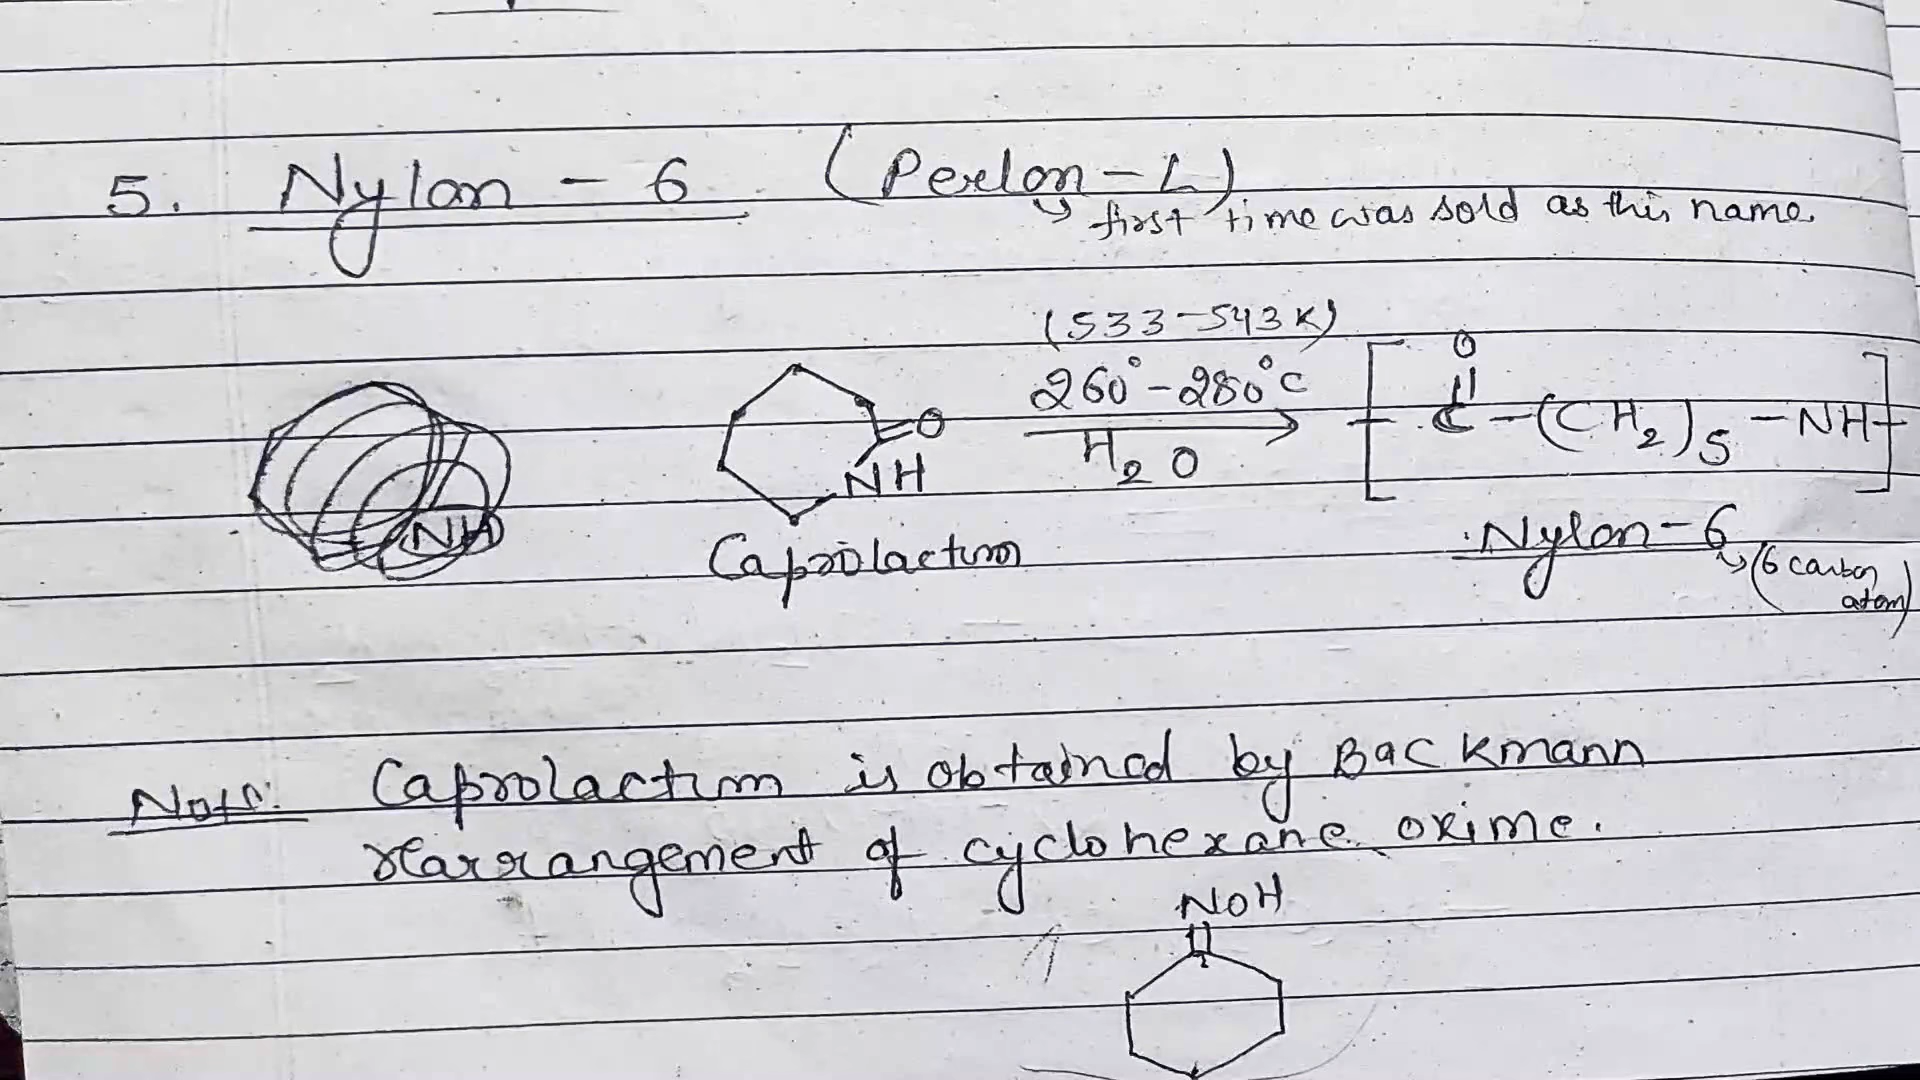 5. Nylon - 6 (Perlon - L)
first time was sold as this name.
(533-543K)
260°-280°C
H2O
O
=O
NH
C-(CH2)5-NH
NH
Caprolactum
Nylon-6
(6 carbon
atom)
Note: Caprolactum is obtained by Backmann
rearrangement of cyclohexane oxime.
NOH